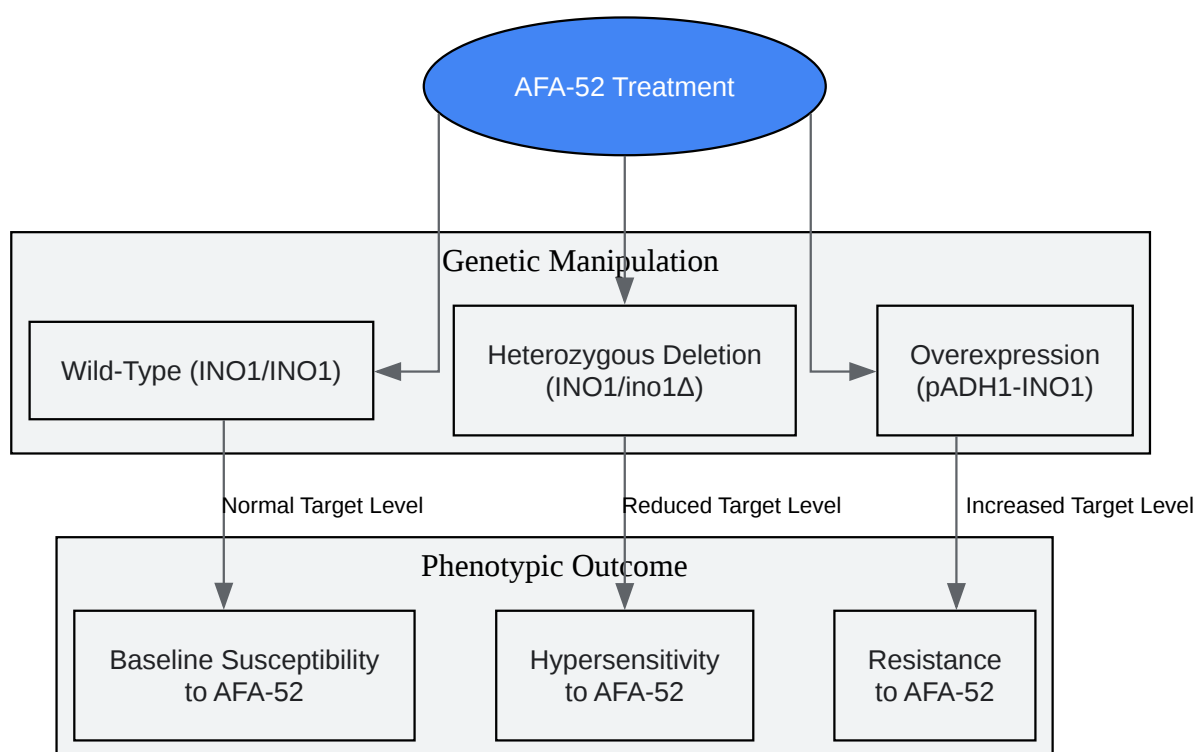 AFA-52 Treatment
Genetic Manipulation
Wild-Type (INO1/INO1)
Heterozygous Deletion
(INO1/ino1Δ)
Overexpression
(pADH1-INO1)
Normal Target Level
Reduced Target Level
Increased Target Level
Phenotypic Outcome
Baseline Susceptibility
to AFA-52
Hypersensitivity
to AFA-52
Resistance
to AFA-52